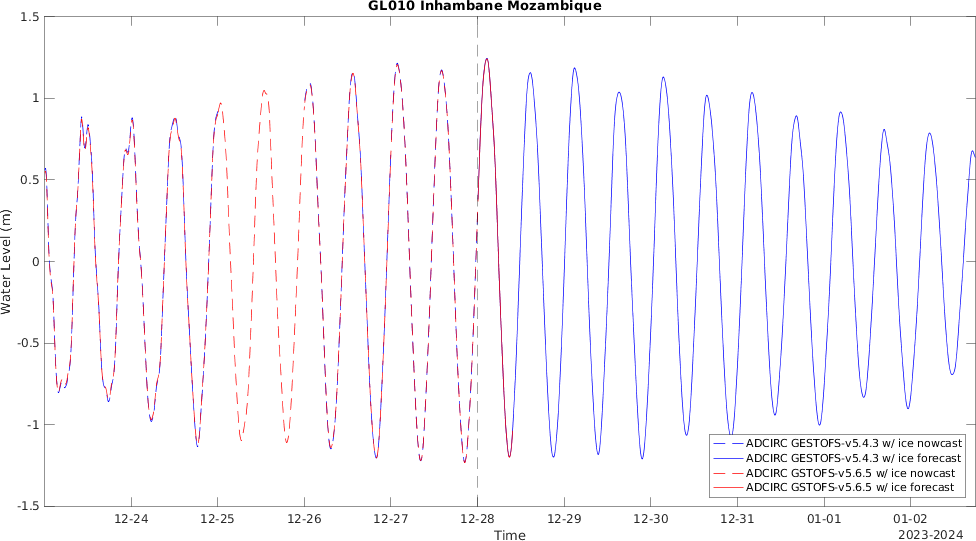 GL010 Inhambane Mozambique
1.5
1
0.5
0
-0.5
-1
-1.5
Water Level (m)
12-24
12-25
12-26
12-27
12-28
12-29
12-30
12-31
01-01
01-02
Time
2023-2024
ADCIRC GESTOFS-v5.4.3 w/ ice nowcast
ADCIRC GESTOFS-v5.4.3 w/ ice forecast
ADCIRC GSTOFS-v5.6.5 w/ ice nowcast
ADCIRC GSTOFS-v5.6.5 w/ ice forecast